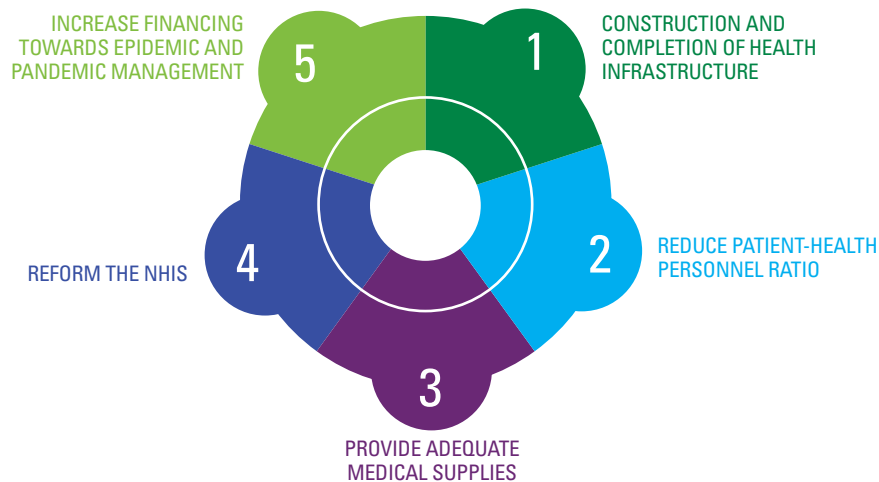 1
CONSTRUCTION AND
COMPLETION OF HEALTH
INFRASTRUCTURE
2
REDUCE PATIENT-HEALTH
PERSONNEL RATIO
3
PROVIDE ADEQUATE
MEDICAL SUPPLIES
4
REFORM THE NHIS
5
INCREASE FINANCING
TOWARDS EPIDEMIC AND
PANDEMIC MANAGEMENT